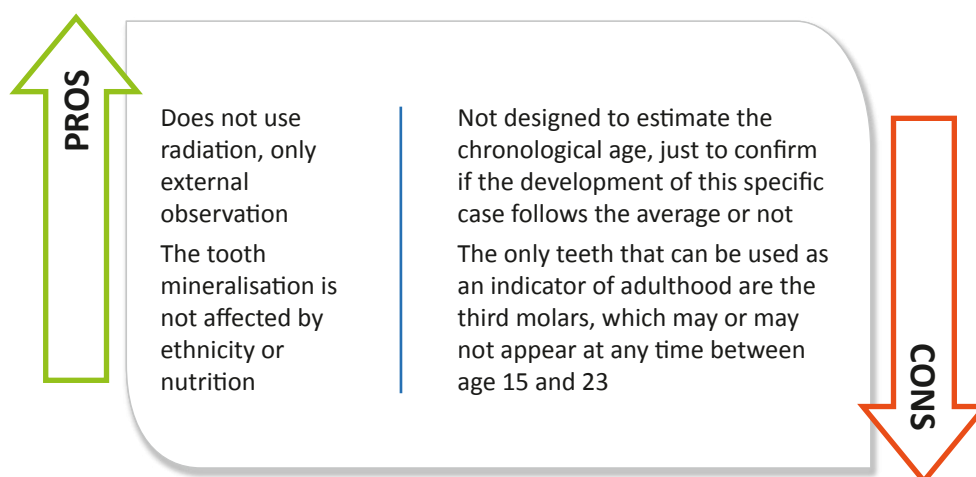 PROS
Does not use
radiation, only
external
observation
The tooth
mineralisation is
not affected by
ethnicity or
nutrition
Not designed to estimate the
chronological age, just to confirm
if the development of this specific
case follows the average or not
The only teeth that can be used as
an indicator of adulthood are the
third molars, which may or may
not appear at any time between
age 15 and 23
CONS